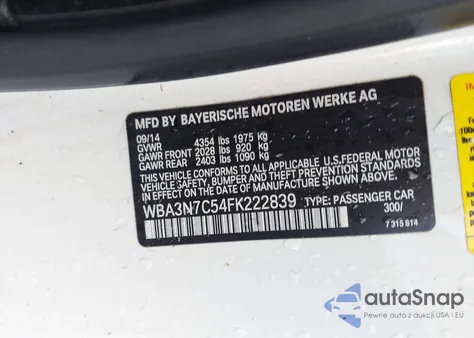 MFD BY BAYERISCHE MOTOREN WERKE AG
09/14
GVWR 4354 lbs 1975 kg
GAWR FRONT 2028 lbs 920 kg
GAWR REAR 2403 lbs 1090 kg
THIS VEHICLE CONFORMS TO ALL APPLICABLE U.S.
FEDERAL MOTOR VEHICLE SAFETY,
BUMPER, AND THEFT PREVENTION STANDARDS
IN EFFECT ON THE DATE OF
MANUFACTURE SHOWN ABOVE.
WBA3N7C54FK222839 TYPE: PASSENGER CAR
300/
7 315 814
autoSnap
Pewne auta z aukcji USA i EU